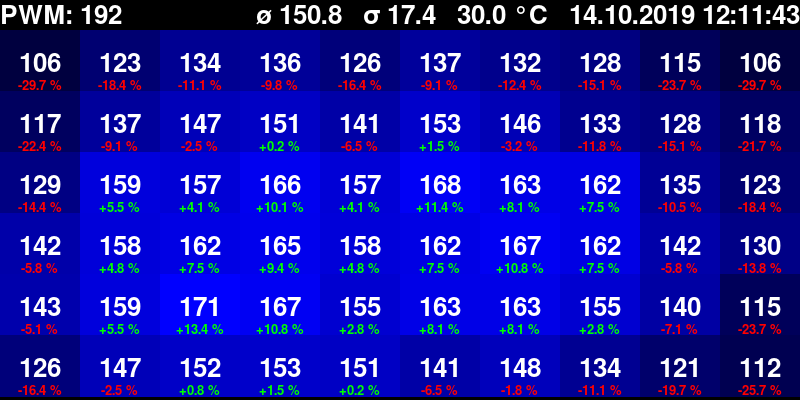 PWM: 192 ø 150.8 σ 17.4 30.0 °C 14.10.2019 12:11:43
106 123 134 136 126 137 132 128 115 106
-29.7 % -18.4 % -11.1 % -9.8 % -16.4 % -9.1 % -12.4 % -15.1 % -23.7 % -29.7 %
117 137 147 151 141 153 146 133 128 118
-22.4 % -9.1 % -2.5 % +0.2 % -6.5 % +1.5 % -3.2 % -11.8 % -15.1 % -21.7 %
129 159 157 166 157 168 163 162 135 123
-14.4 % +5.5 % +4.1 % +10.1 % +4.1 % +11.4 % +8.1 % +7.5 % -10.5 % -18.4 %
142 158 162 165 158 162 167 162 142 130
-5.8 % +4.8 % +7.5 % +9.4 % +4.8 % +7.5 % +10.8 % +7.5 % -5.8 % -13.8 %
143 159 171 167 155 163 163 155 140 115
-5.1 % +5.5 % +13.4 % +10.8 % +2.8 % +8.1 % +8.1 % +2.8 % -7.1 % -23.7 %
126 147 152 153 151 141 148 134 121 112
-16.4 % -2.5 % +0.8 % +1.5 % +0.2 % -6.5 % -1.8 % -11.1 % -19.7 % -25.7 %